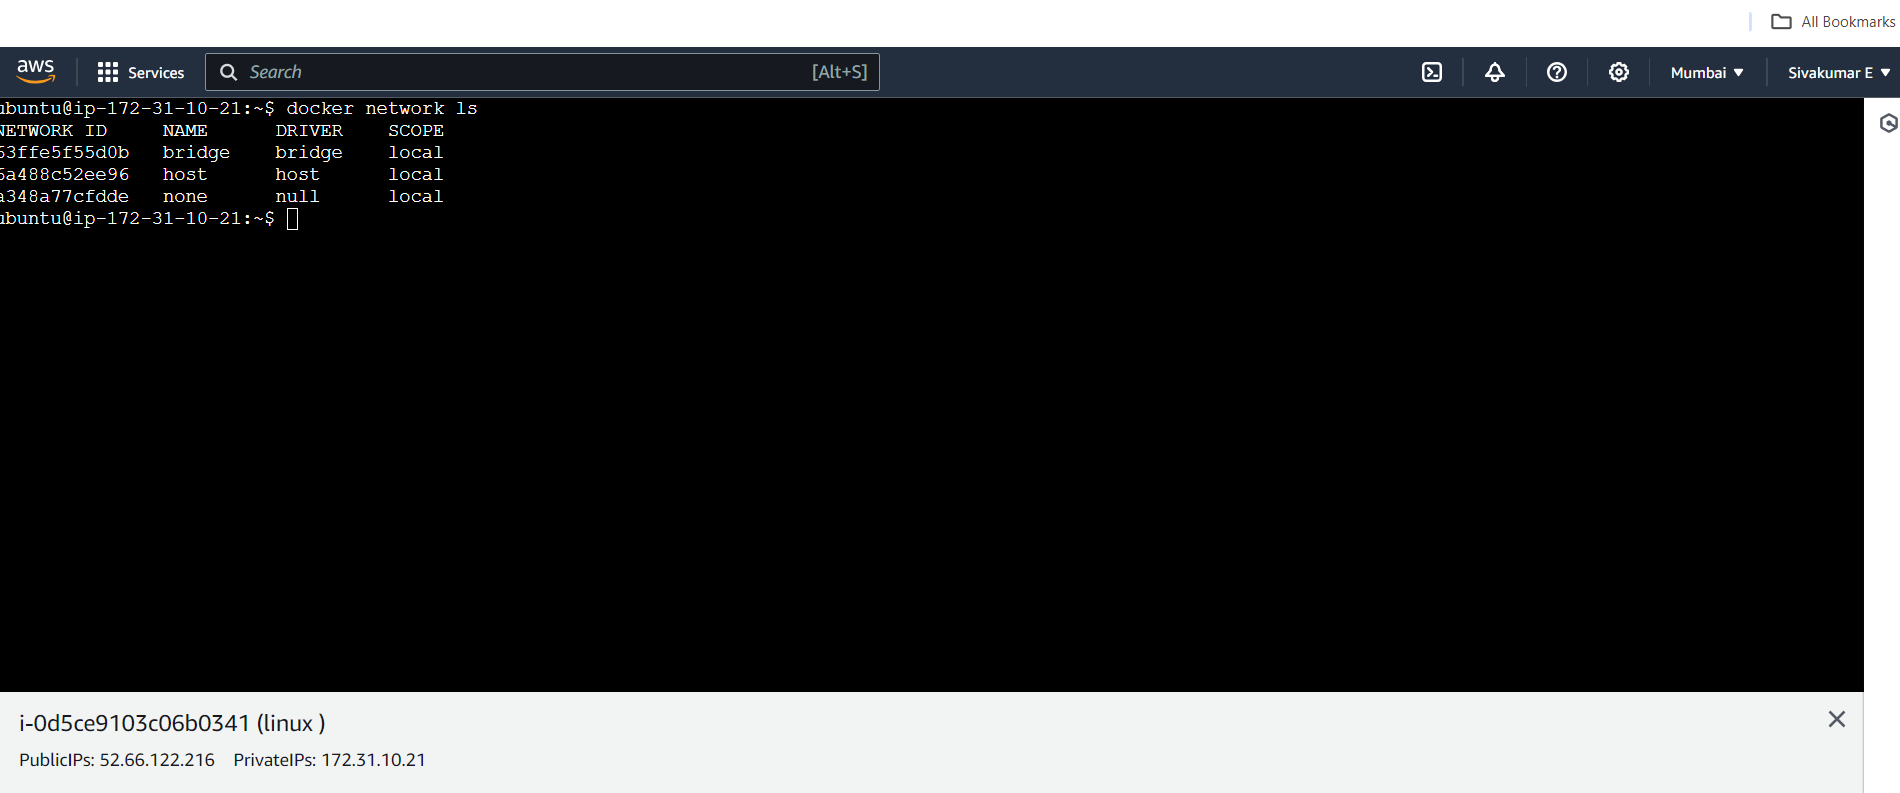 All Bookmarks
aws Services Search [Alt+S] Mumbai Sivakumar E
ubuntu@ip-172-31-10-21:~$ docker network ls
NETWORK ID NAME DRIVER SCOPE
63ffe5f55d0b bridge bridge local
6a488c52ee96 host host local
a348a77cfdde none null local
ubuntu@ip-172-31-10-21:~$
i-0d5ce9103c06b0341 (linux )
PublicIPs: 52.66.122.216 PrivateIPs: 172.31.10.21